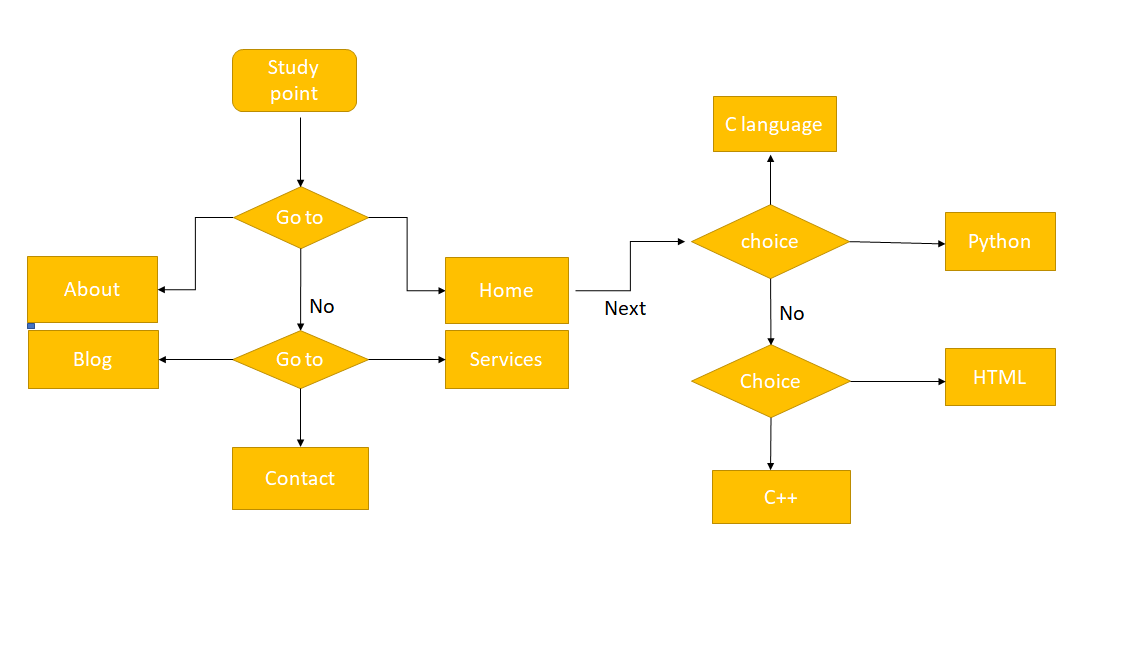 Study
point
Go to
About
Home
No
Next
Blog
Go to
Services
Contact
C language
choice
Python
No
Choice
HTML
C++